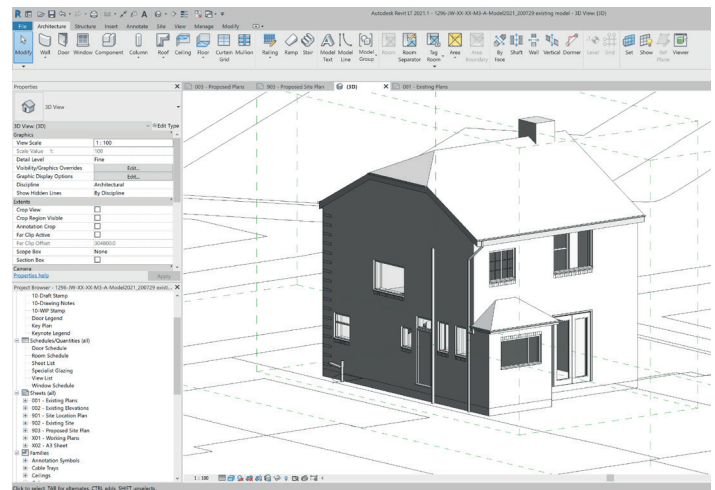 Autodesk Revit LT 2021.1 - 1296-JW-XX-XX-M3-A-Model2021_200729 existing model - 3D View: {3D}
File Architecture Structure Insert Annotate Site View Manage Modify
Modify Wall Door Window Component Column Roof Ceiling Floor Curtain Grid Mullion Railing Ramp Stair Model Text Model Line Model Group Room Room Separator Tag Room Area Area Boundary By Face Shaft Wall Vertical Dormer Level Grid Set Show Ref Plane Viewer
Properties X 003 - Proposed Plans 903 - Proposed Site Plan {3D} X 001 - Existing Plans
3D View
3D View: {3D} Edit Type
Graphics
View Scale 1 : 100
Scale Value 1: 100
Detail Level Fine
Visibility/Graphics Overrides Edit...
Graphic Display Options Edit...
Discipline Architectural
Show Hidden Lines By Discipline
Extents
Crop View
Crop Region Visible
Annotation Crop
Far Clip Active
Far Clip Offset 304800.0
Scope Box None
Section Box
Camera
Properties help Apply
Project Browser - 1296-JW-XX-XX-M3-A-Model2021_200729 existi... X
10-Draft Stamp
10-Drawing Notes
10-WIP Stamp
Door Legend
Key Plan
Keynote Legend
Schedules/Quantities (all)
Door Schedule
Room Schedule
Sheet List
Specialist Glazing
View List
Window Schedule
Sheets (all)
001 - Existing Plans
002 - Existing Elevations
901 - Site Location Plan
902 - Existing Site
903 - Proposed Site Plan
X01 - Working Plans
X02 - A3 Sheet
Families
Annotation Symbols
Cable Trays
Ceilings
1 : 100
Click to select, TAB for alternates, CTRL adds, SHIFT unselects.